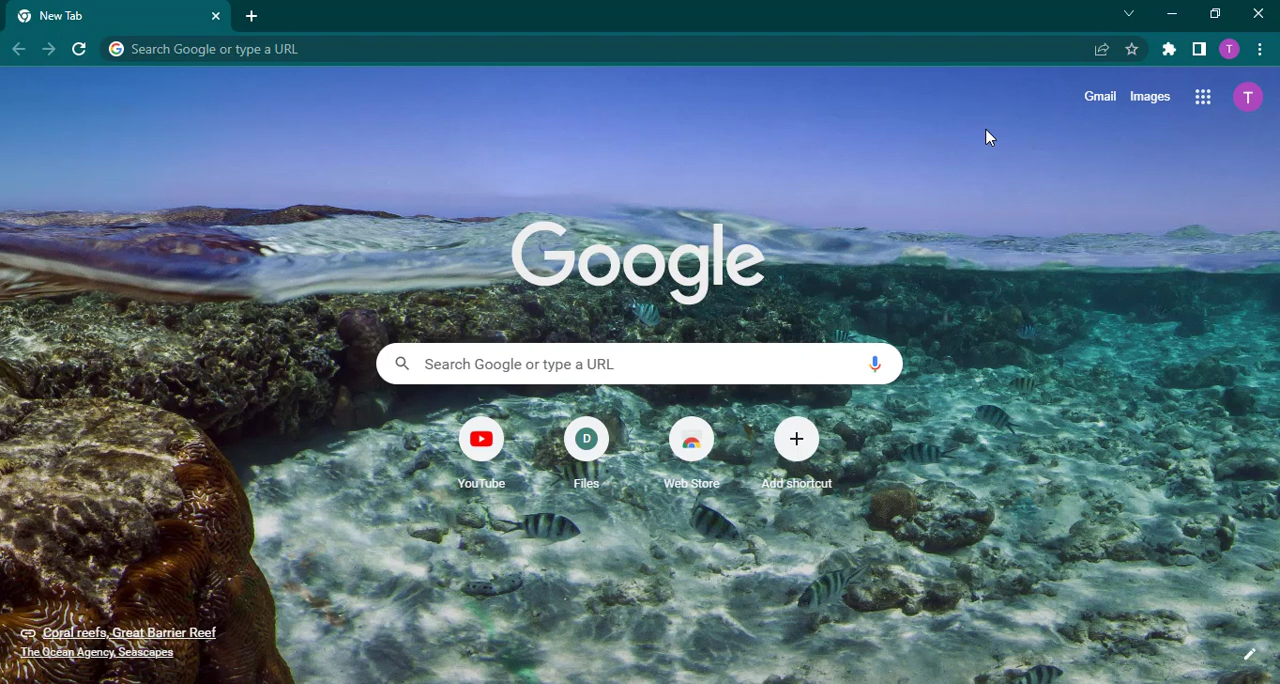 New Tab
Search Google or type a URL
T
Gmail Images T
Google
Search Google or type a URL
D
YouTube Files Web Store Add shortcut
Coral reefs, Great Barrier Reef
The Ocean Agency, Seascapes